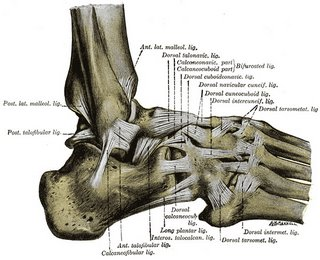 Ant. lat. malleol. lig.
Dorsal talonavic. lig.
Calcaneonavic. part } Bifurcated lig.
Calcaneocuboid part
Dorsal cuboideonavic. lig.
Dorsal navicular cuneif. lig.
Dorsal cuneocuboid lig.
Dorsal intercuneif. lig.
Dorsal tarsometat. lig.
Post. lat. malleol. lig.
Post. talofibular lig.
Dorsal
calcaneocub.
lig.
Long plantar lig.
Interos. talocalcan. lig.
Ant. talofibular lig.
Calcaneofibular lig.
Dorsal intermet. lig.
Dorsal tarsomet. lig.